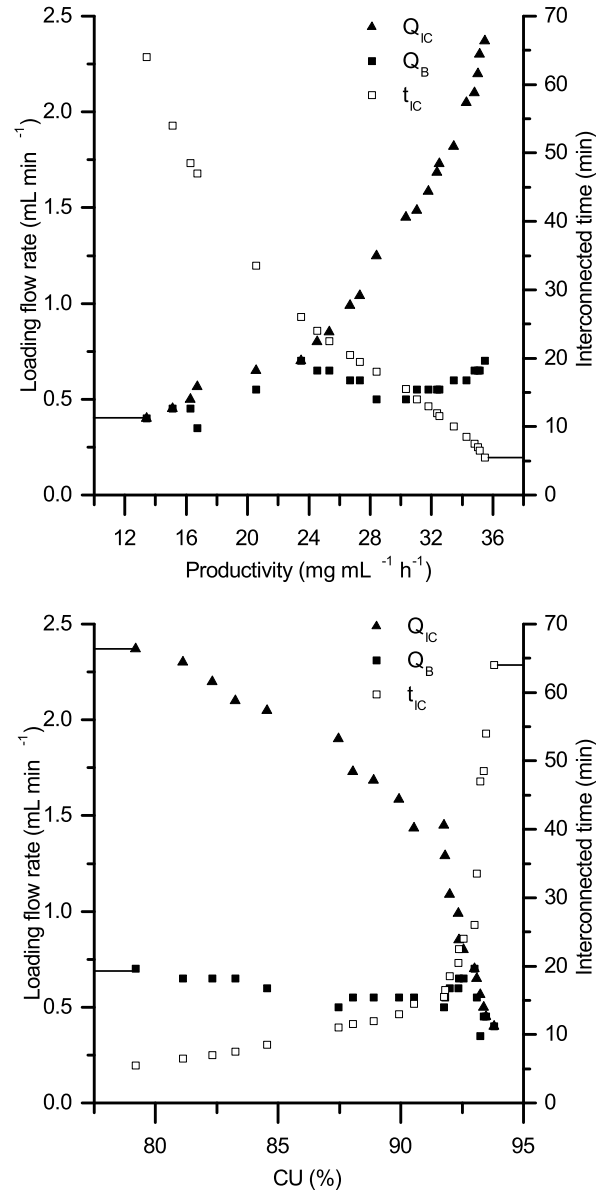 2.5
2.0
1.5
1.0
0.5
0.0
Loading flow rate (mL min⁻¹)
Q_IC
Q_B
t_IC
70
60
50
40
30
20
10
0
Interconnected time (min)
12 16 20 24 28 32 36
Productivity (mg mL⁻¹ h⁻¹)
2.5
2.0
1.5
1.0
0.5
0.0
Loading flow rate (mL min⁻¹)
Q_IC
Q_B
t_IC
70
60
50
40
30
20
10
0
Interconnected time (min)
80 85 90 95
CU (%)